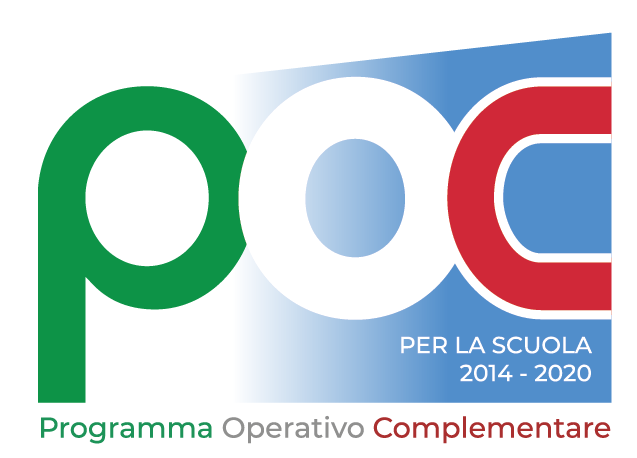 poc
PER LA SCUOLA
2014 - 2020
Programma Operativo Complementare